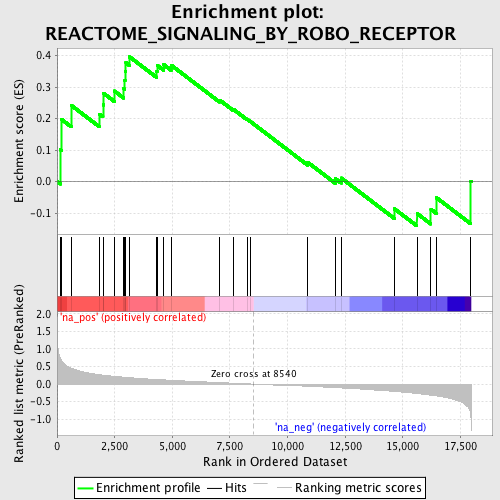 Enrichment plot:
REACTOME_SIGNALING_BY_ROBO_RECEPTOR
Enrichment score (ES)
0.4
0.3
0.2
0.1
0.0
-0.1
'na_pos' (positively correlated)
Ranked list metric (PreRanked)
2.0
1.5
1.0
0.5
0.0
-0.5
-1.0
Zero cross at 8540
'na_neg' (negatively correlated)
0
2,500
5,000
7,500
10,000
12,500
15,000
17,500
Rank in Ordered Dataset
Enrichment profile
Hits
Ranking metric scores